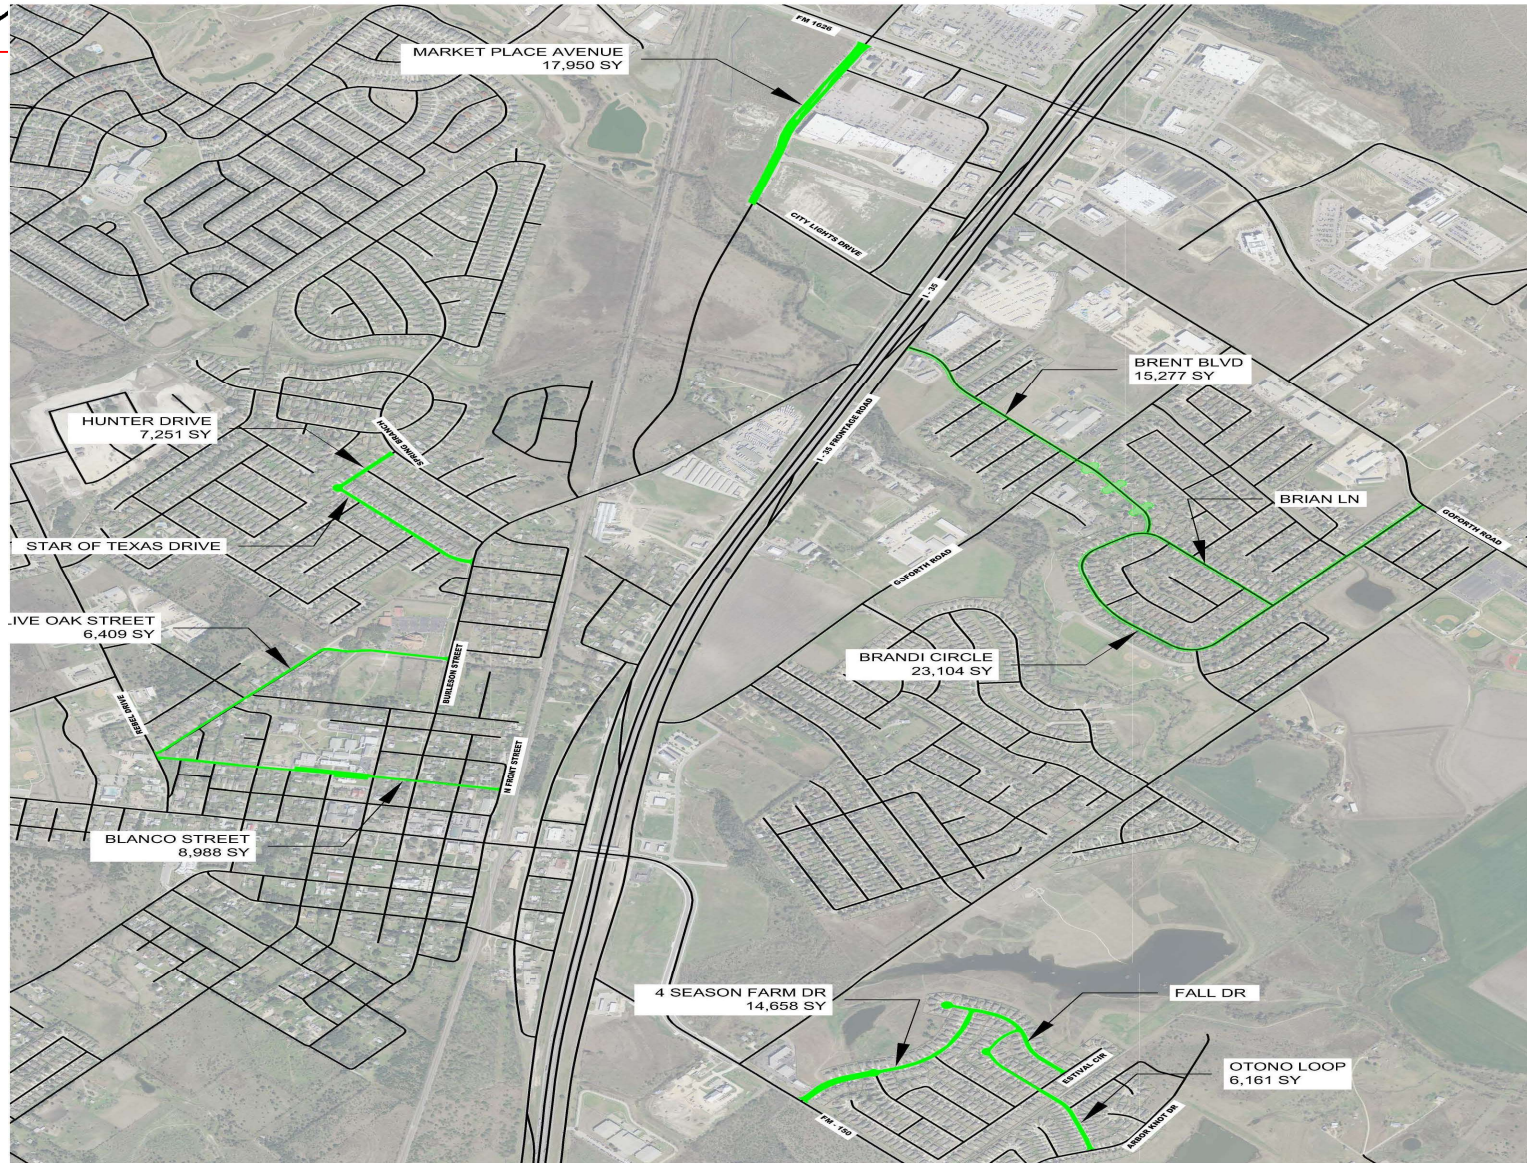 FM 1626
MARKET PLACE AVENUE
17,950 SY
CITY LIGHTS DRIVE
I - 35
BRENT BLVD
15,277 SY
I - 35 FRONTAGE ROAD
HUNTER DRIVE
7,251 SY
SPRING BRANCH
BRIAN LN
GOFORTH ROAD
STAR OF TEXAS DRIVE
GOFORTH ROAD
LIVE OAK STREET
6,409 SY
BURLESON STREET
BRANDI CIRCLE
23,104 SY
REBEL DRIVE
N FRONT STREET
BLANCO STREET
8,988 SY
4 SEASON FARM DR
14,658 SY
FALL DR
ESTIVAL CIR
OTONO LOOP
6,161 SY
FM - 150
ARBOR KNOT DR